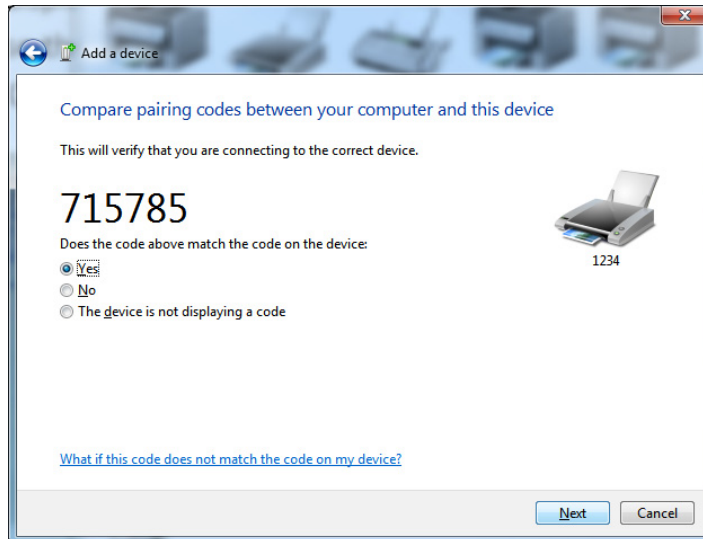 Add a device
Compare pairing codes between your computer and this device
This will verify that you are connecting to the correct device.
715785
Does the code above match the code on the device:
Yes
No
The device is not displaying a code
1234
What if this code does not match the code on my device?
Next
Cancel